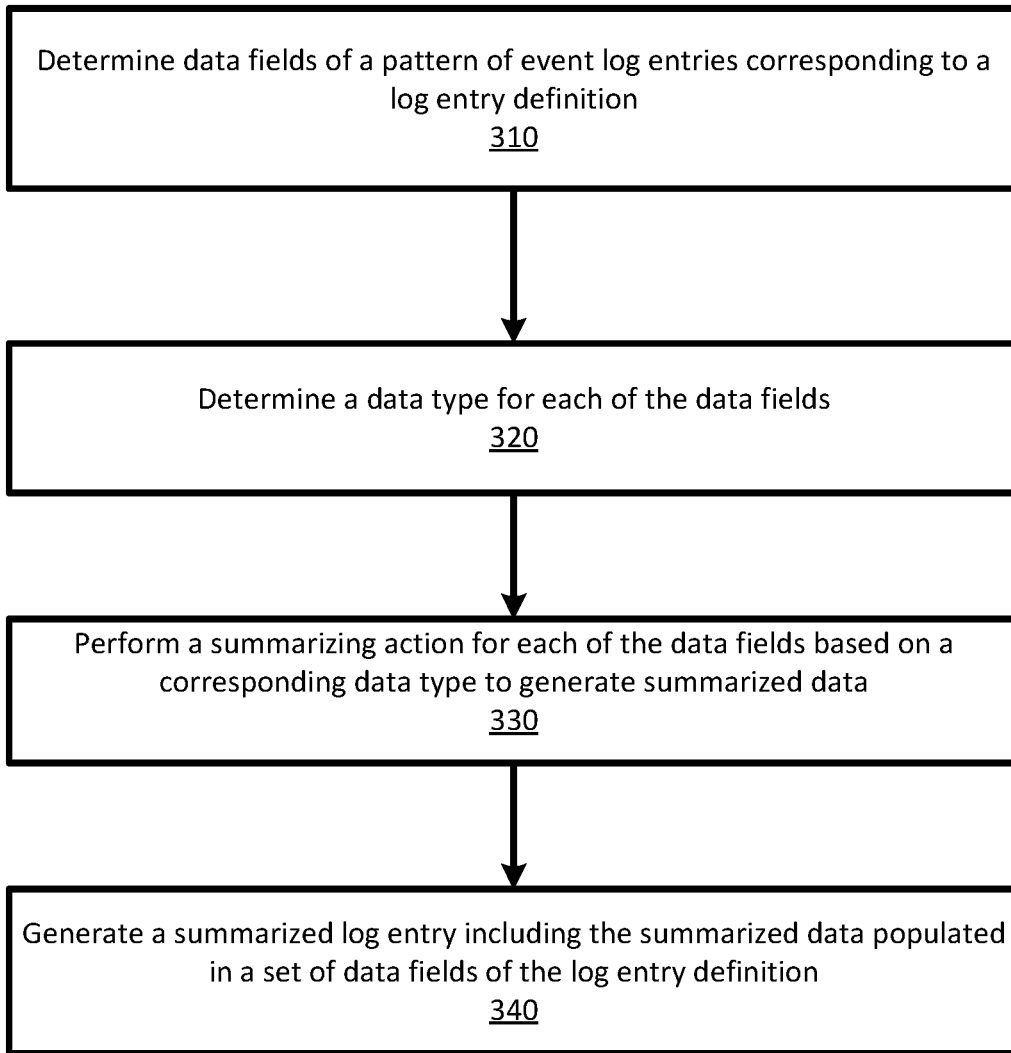 Determine data fields of a pattern of event log entries corresponding to a
log entry definition
310
Determine a data type for each of the data fields
320
Perform a summarizing action for each of the data fields based on a
corresponding data type to generate summarized data
330
Generate a summarized log entry including the summarized data populated
in a set of data fields of the log entry definition
340